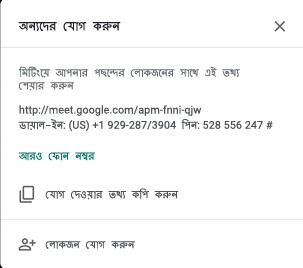 অন্যদের যোগ করুন
মিটিংয়ে আপনার পছন্দের লোকজনের সাথে এই তথ্য
শেয়ার করুন
http://meet.google.com/apm-fnni-qjw
ডায়াল-ইন: (US) +1 929-287/3904 পিন: 528 556 247 #
আরও ফোন নম্বর
যোগ দেওয়ার তথ্য কপি করুন
লোকজন যোগ করুন